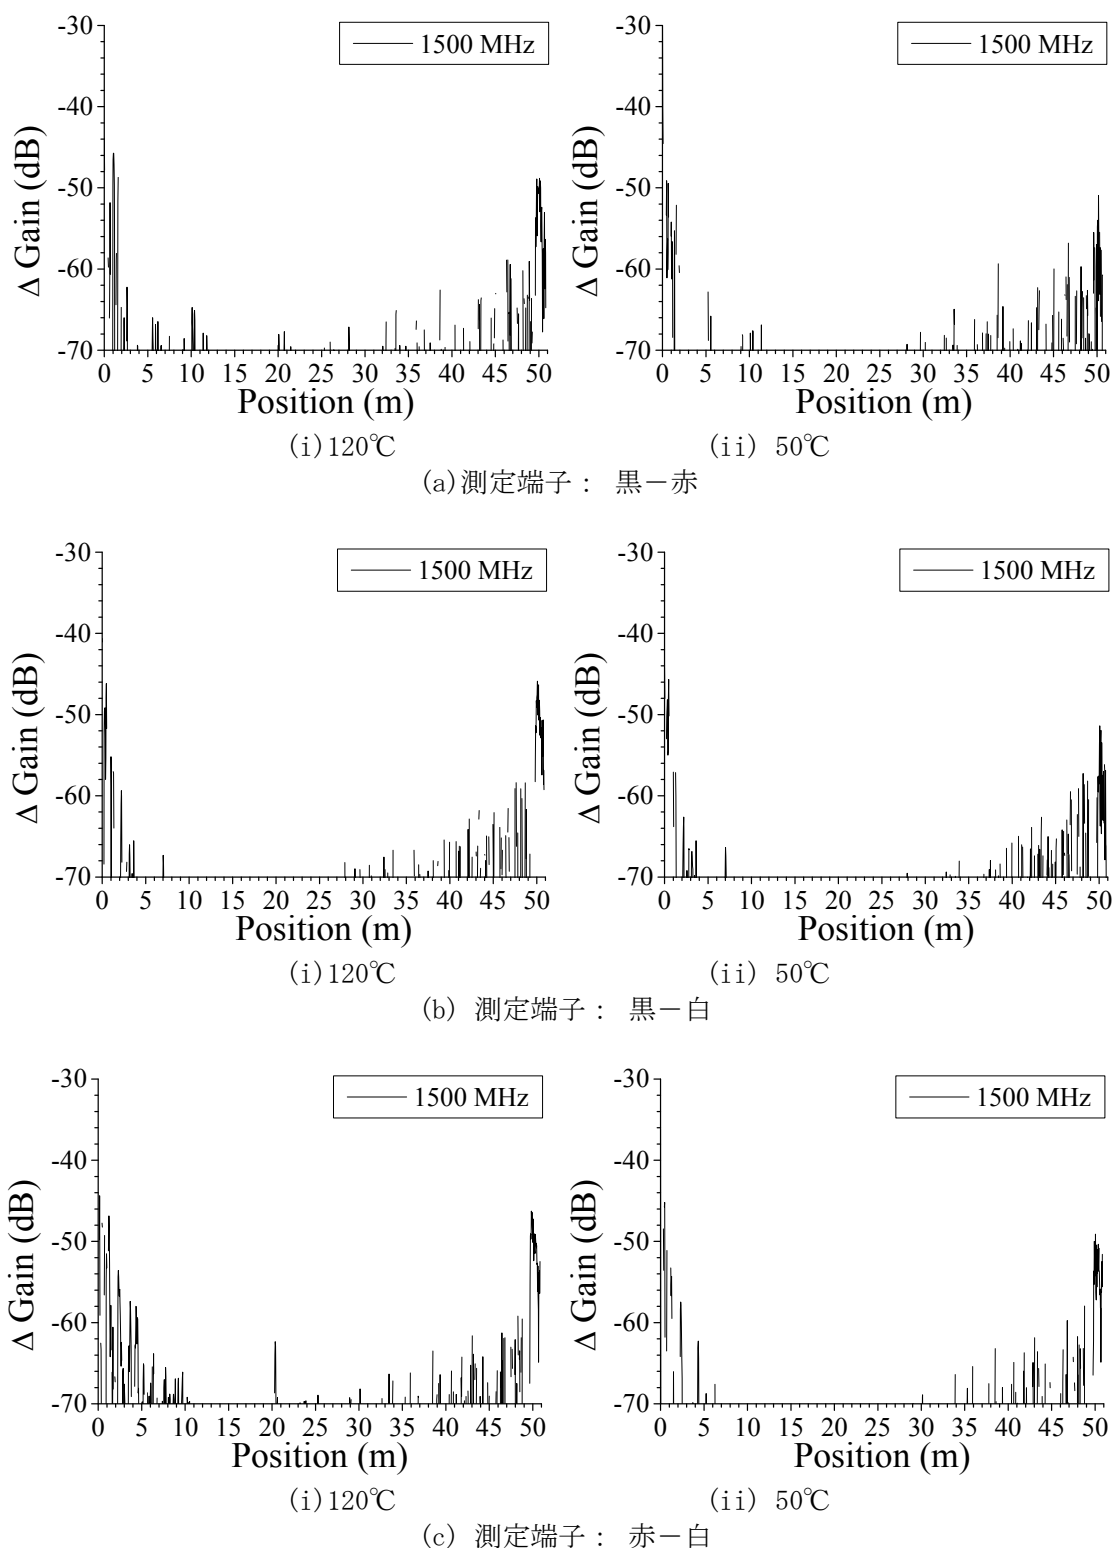 -30
-40
-50
-60
-70
Δ Gain (dB)
1500 MHz
0 5 10 15 20 25 30 35 40 45 50
Position (m)
(i)120℃
-30
-40
-50
-60
-70
Δ Gain (dB)
1500 MHz
0 5 10 15 20 25 30 35 40 45 50
Position (m)
(ii) 50℃
(a)測定端子： 黒－赤
-30
-40
-50
-60
-70
Δ Gain (dB)
1500 MHz
0 5 10 15 20 25 30 35 40 45 50
Position (m)
(i)120℃
-30
-40
-50
-60
-70
Δ Gain (dB)
1500 MHz
0 5 10 15 20 25 30 35 40 45 50
Position (m)
(ii) 50℃
(b) 測定端子： 黒－白
-30
-40
-50
-60
-70
Δ Gain (dB)
1500 MHz
0 5 10 15 20 25 30 35 40 45 50
Position (m)
(i)120℃
-30
-40
-50
-60
-70
Δ Gain (dB)
1500 MHz
0 5 10 15 20 25 30 35 40 45 50
Position (m)
(ii) 50℃
(c) 測定端子： 赤－白